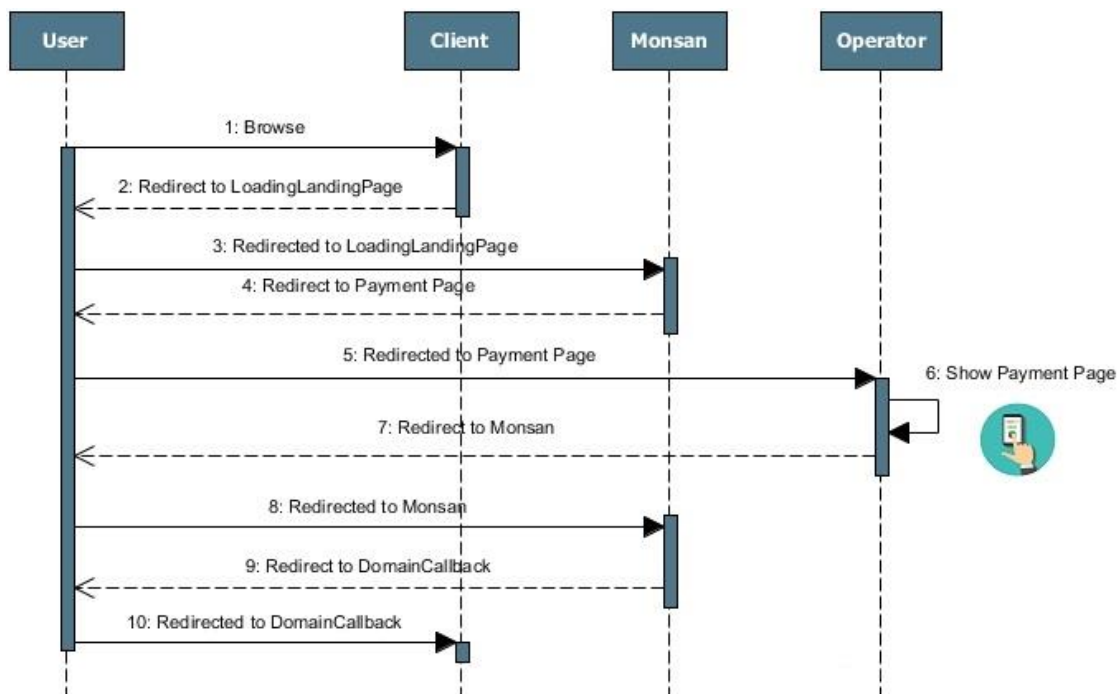 User
Client
Monsan
Operator
1: Browse
2: Redirect to LoadingLandingPage
3: Redirected to LoadingLandingPage
4: Redirect to Payment Page
5: Redirected to Payment Page
6: Show Payment Page
7: Redirect to Monsan
8: Redirected to Monsan
9: Redirect to DomainCallback
10: Redirected to DomainCallback